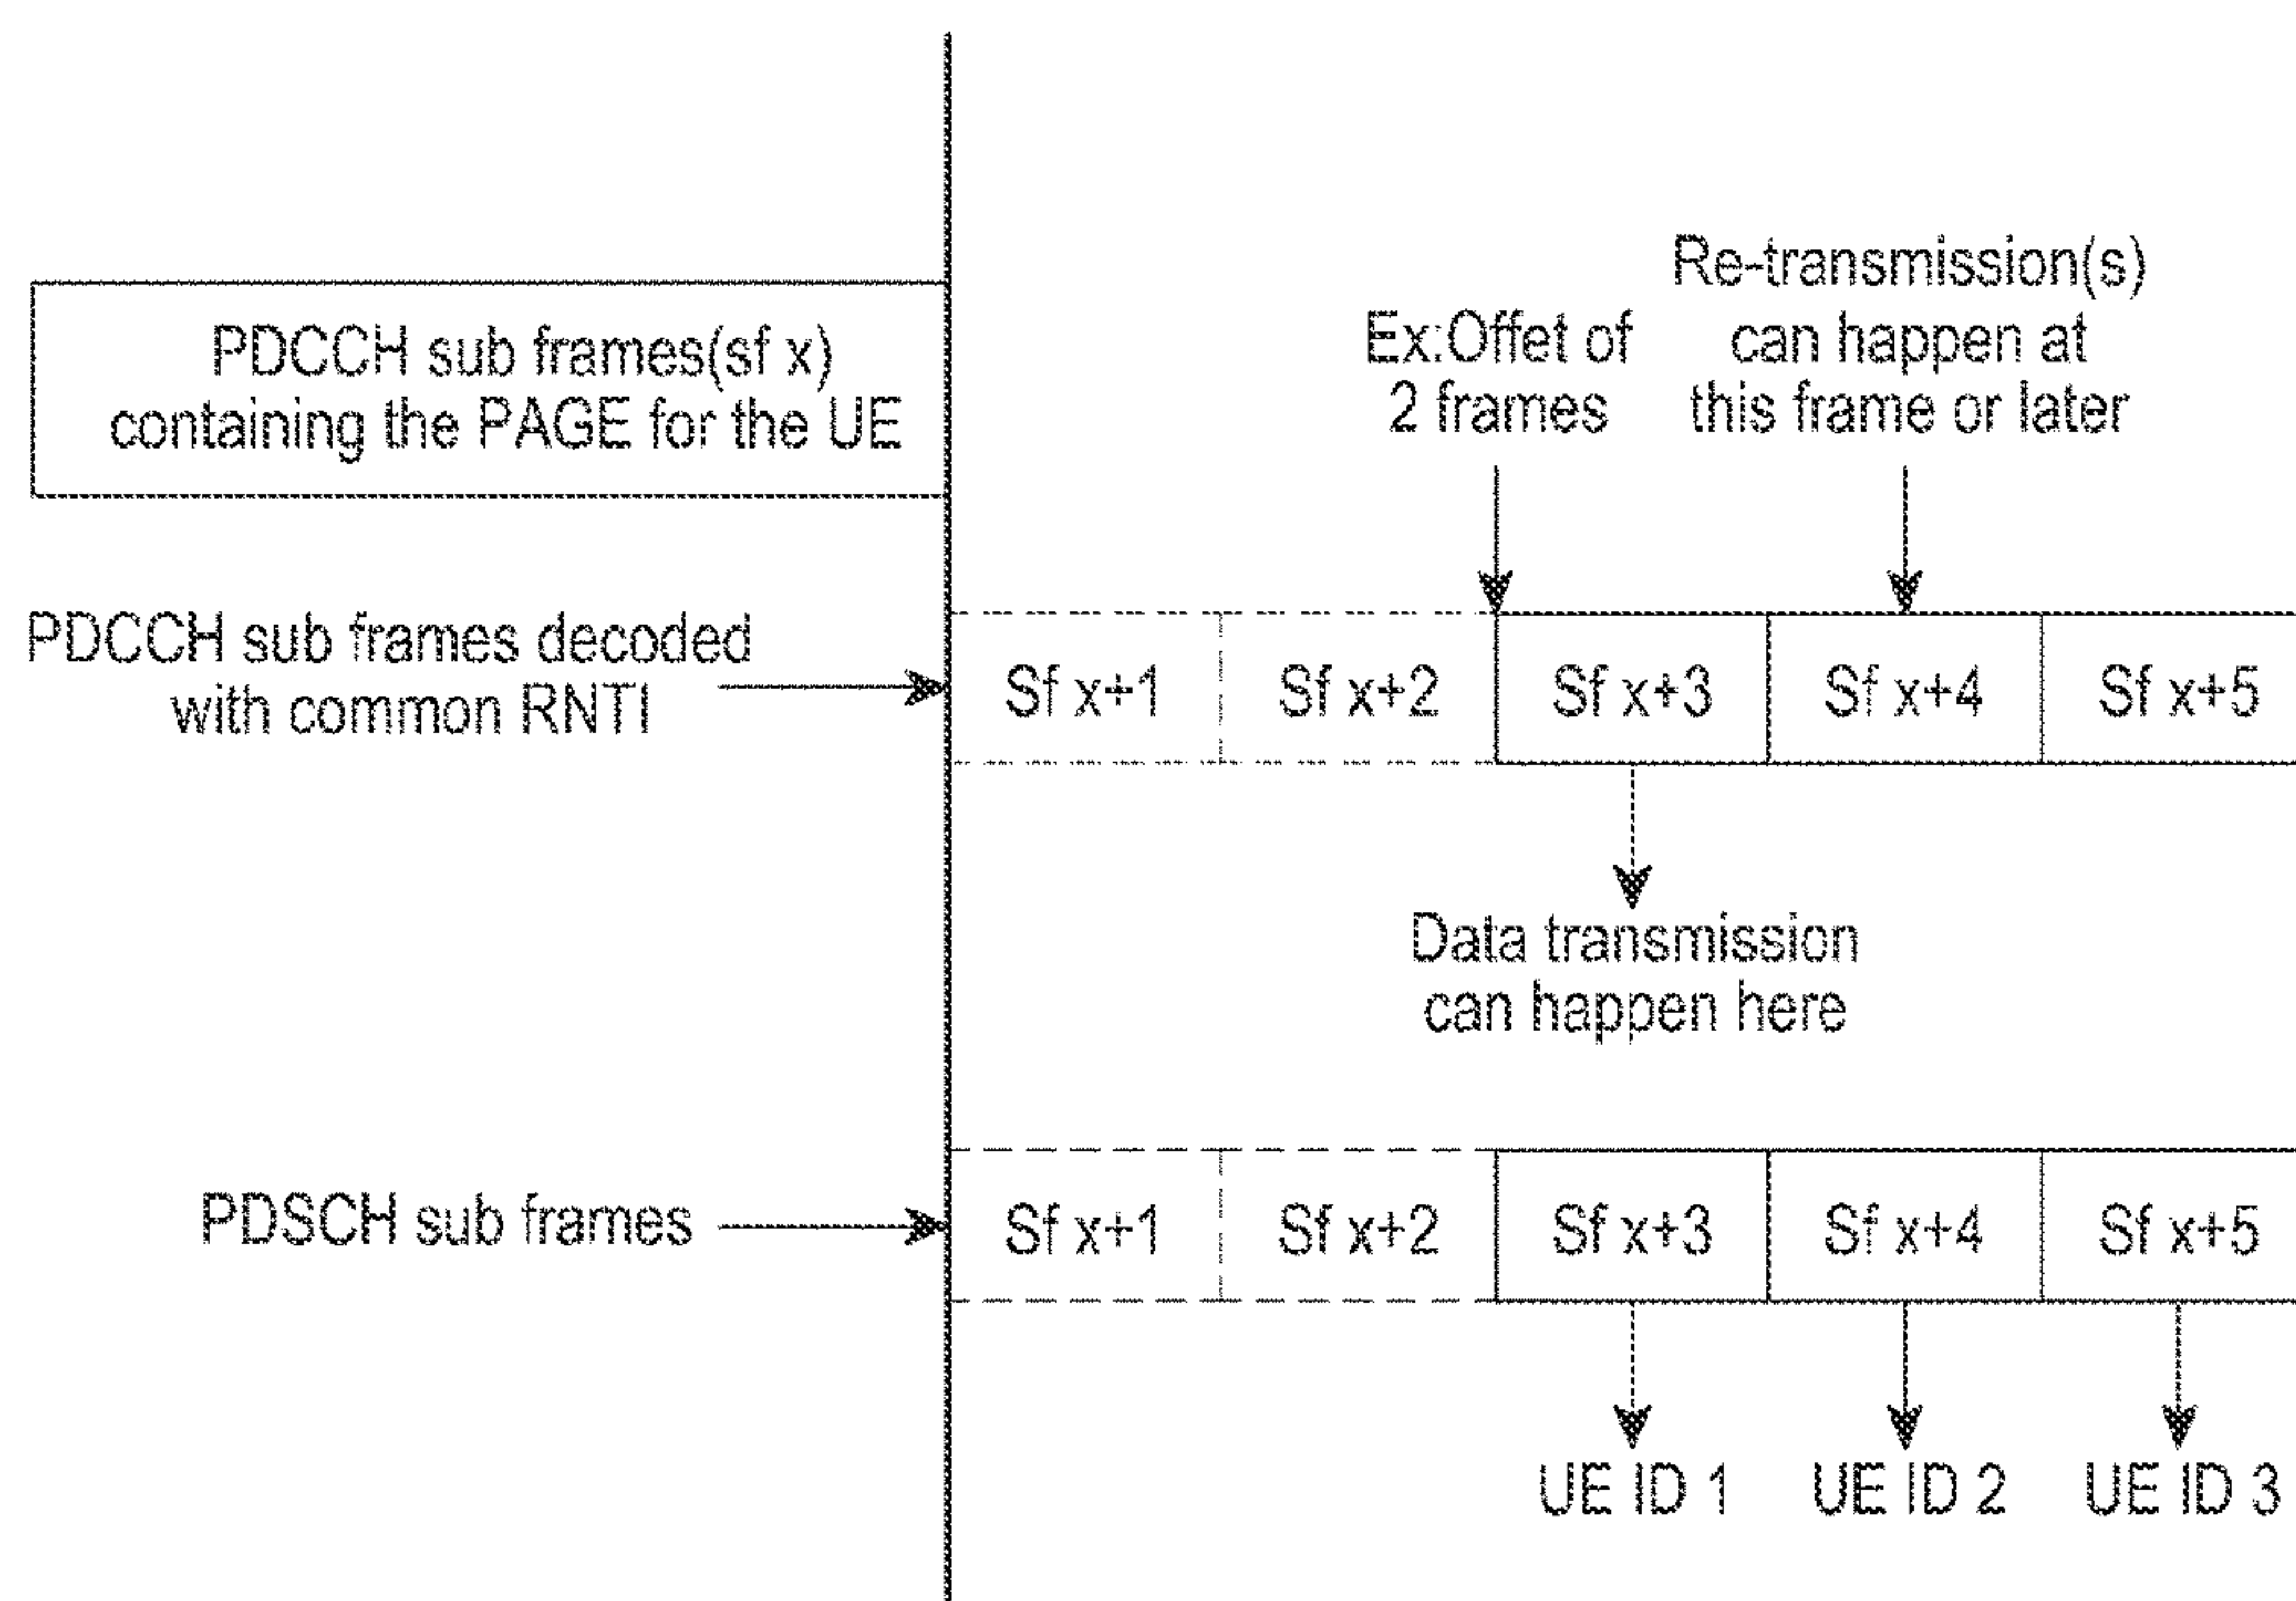 Re-transmission(s)
Ex:Offet of can happen at
2 frames this frame or later
PDCCH sub frames(sf x)
containing the PAGE for the UE
PDCCH sub frames decoded
with common RNTI
Sf x+1 Sf x+2 Sf x+3 Sf x+4 Sf x+5
Data transmission
can happen here
PDSCH sub frames
Sf x+1 Sf x+2 Sf x+3 Sf x+4 Sf x+5
UE ID 1 UE ID 2 UE ID 3